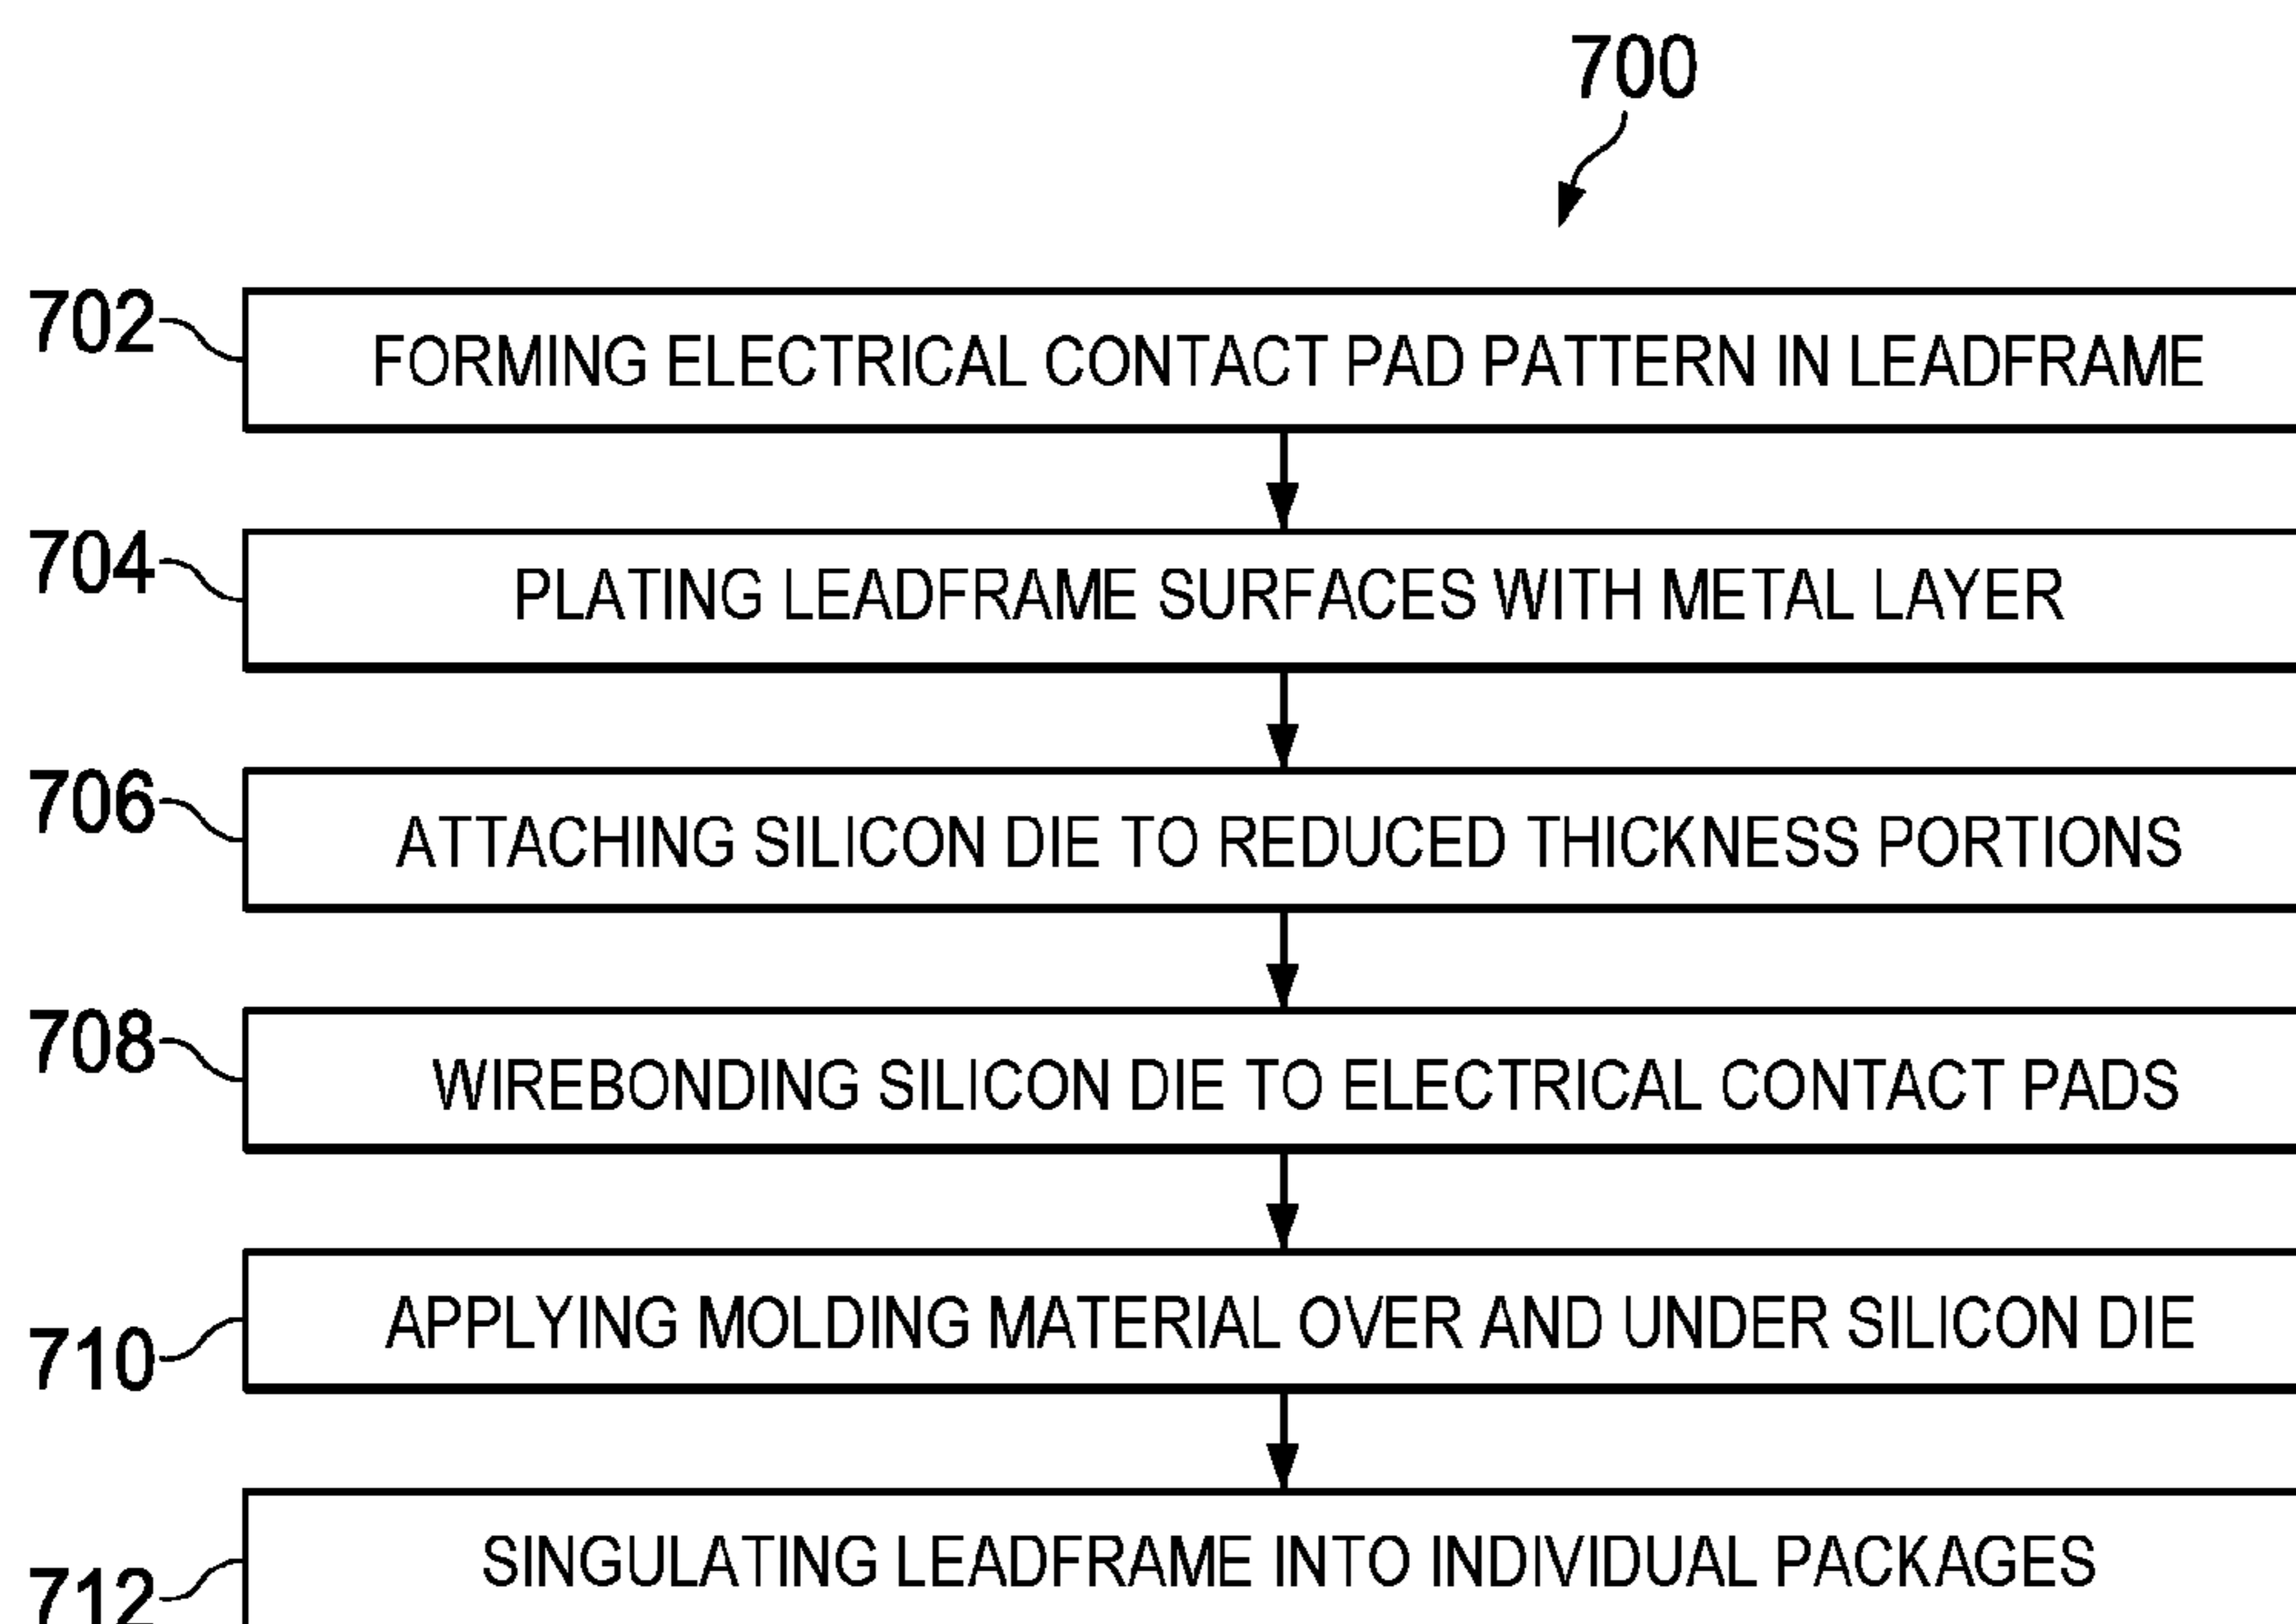 700
702 FORMING ELECTRICAL CONTACT PAD PATTERN IN LEADFRAME
704 PLATING LEADFRAME SURFACES WITH METAL LAYER
706 ATTACHING SILICON DIE TO REDUCED THICKNESS PORTIONS
708 WIREBONDING SILICON DIE TO ELECTRICAL CONTACT PADS
710 APPLYING MOLDING MATERIAL OVER AND UNDER SILICON DIE
712 SINGULATING LEADFRAME INTO INDIVIDUAL PACKAGES